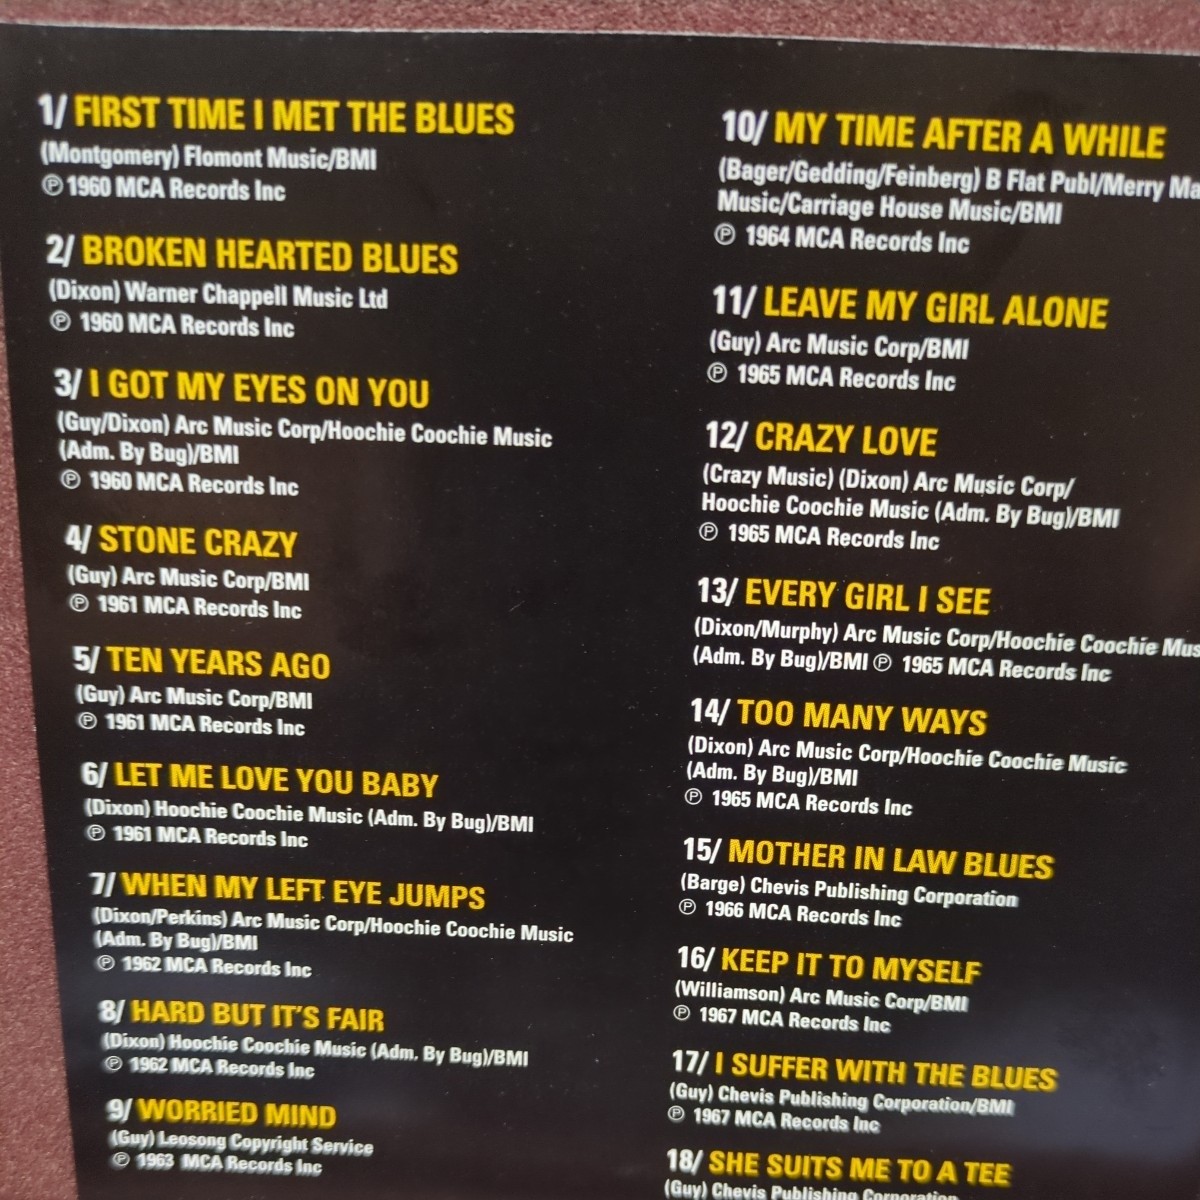 1/ FIRST TIME I MET THE BLUES
(Montgomery) Flomont Music/BMI
℗ 1960 MCA Records Inc
2/ BROKEN HEARTED BLUES
(Dixon) Warner Chappell Music Ltd
℗ 1960 MCA Records Inc
3/ I GOT MY EYES ON YOU
(Guy/Dixon) Arc Music Corp/Hoochie Coochie Music
(Adm. By Bug)/BMI
℗ 1960 MCA Records Inc
4/ STONE CRAZY
(Guy) Arc Music Corp/BMI
℗ 1961 MCA Records Inc
5/ TEN YEARS AGO
(Guy) Arc Music Corp/BMI
℗ 1961 MCA Records Inc
6/ LET ME LOVE YOU BABY
(Dixon) Hoochie Coochie Music (Adm. By Bug)/BMI
℗ 1961 MCA Records Inc
7/ WHEN MY LEFT EYE JUMPS
(Dixon/Perkins) Arc Music Corp/Hoochie Coochie Music
(Adm. By Bug)/BMI
℗ 1962 MCA Records Inc
8/ HARD BUT IT'S FAIR
(Dixon) Hoochie Coochie Music (Adm. By Bug)/BMI
℗ 1962 MCA Records Inc
9/ WORRIED MIND
(Guy) Leosong Copyright Service
℗ 1963 MCA Records Inc
10/ MY TIME AFTER A WHILE
(Bager/Gedding/Feinberg) B Flat Publ/Merry Ma
Music/Carriage House Music/BMI
℗ 1964 MCA Records Inc
11/ LEAVE MY GIRL ALONE
(Guy) Arc Music Corp/BMI
℗ 1965 MCA Records Inc
12/ CRAZY LOVE
(Crazy Music) (Dixon) Arc Music Corp/
Hoochie Coochie Music (Adm. By Bug)/BMI
℗ 1965 MCA Records Inc
13/ EVERY GIRL I SEE
(Dixon/Murphy) Arc Music Corp/Hoochie Coochie Mus
(Adm. By Bug)/BMI ℗ 1965 MCA Records Inc
14/ TOO MANY WAYS
(Dixon) Arc Music Corp/Hoochie Coochie Music
(Adm. By Bug)/BMI
℗ 1965 MCA Records Inc
15/ MOTHER IN LAW BLUES
(Barge) Chevis Publishing Corporation
℗ 1966 MCA Records Inc
16/ KEEP IT TO MYSELF
(Williamson) Arc Music Corp/BMI
℗ 1967 MCA Records Inc
17/ I SUFFER WITH THE BLUES
(Guy) Chevis Publishing Corporation/BMI
℗ 1967 MCA Records Inc
18/ SHE SUITS ME TO A TEE
(Guy) Chevis Publishing Corporation